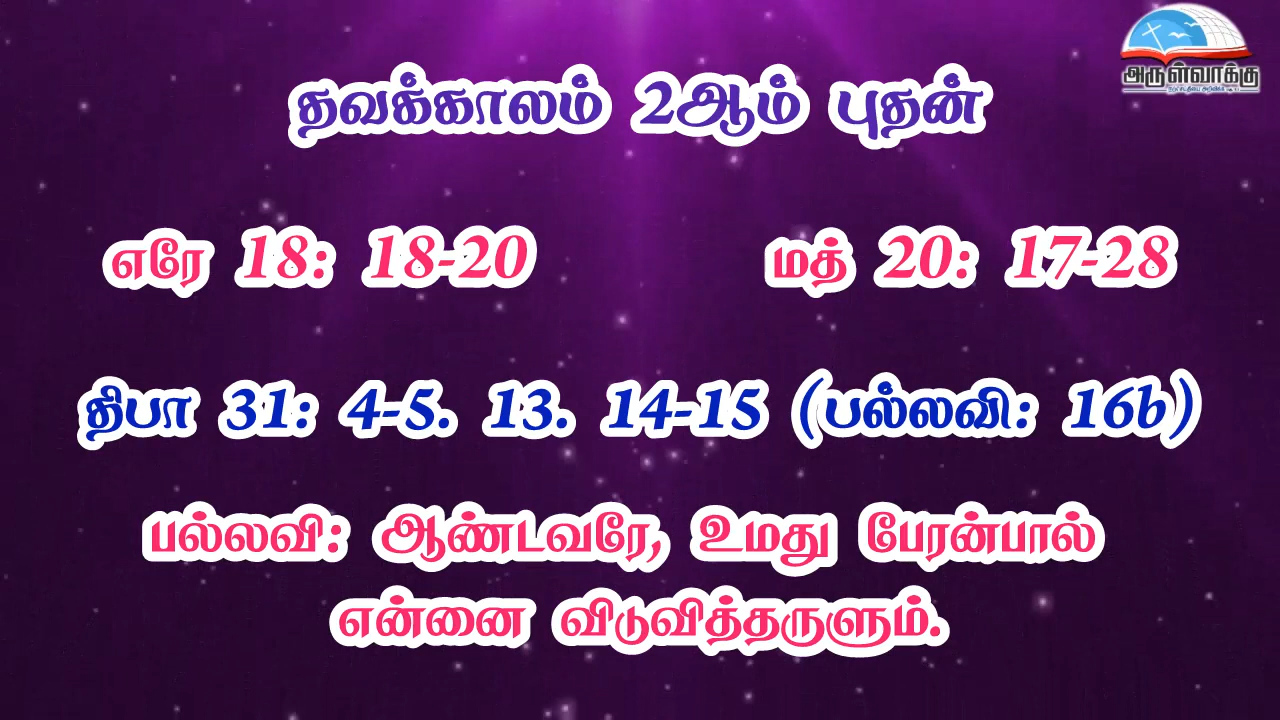 அருள்வாக்கு
தவக்காலம் 2ஆம் புதன்
எரே 18: 18-20 மத் 20: 17-28
திபா 31: 4-5. 13. 14-15 (பல்லவி: 16b)
பல்லவி: ஆண்டவரே, உமது பேரன்பால்
என்னை விடுவித்தருளும்.